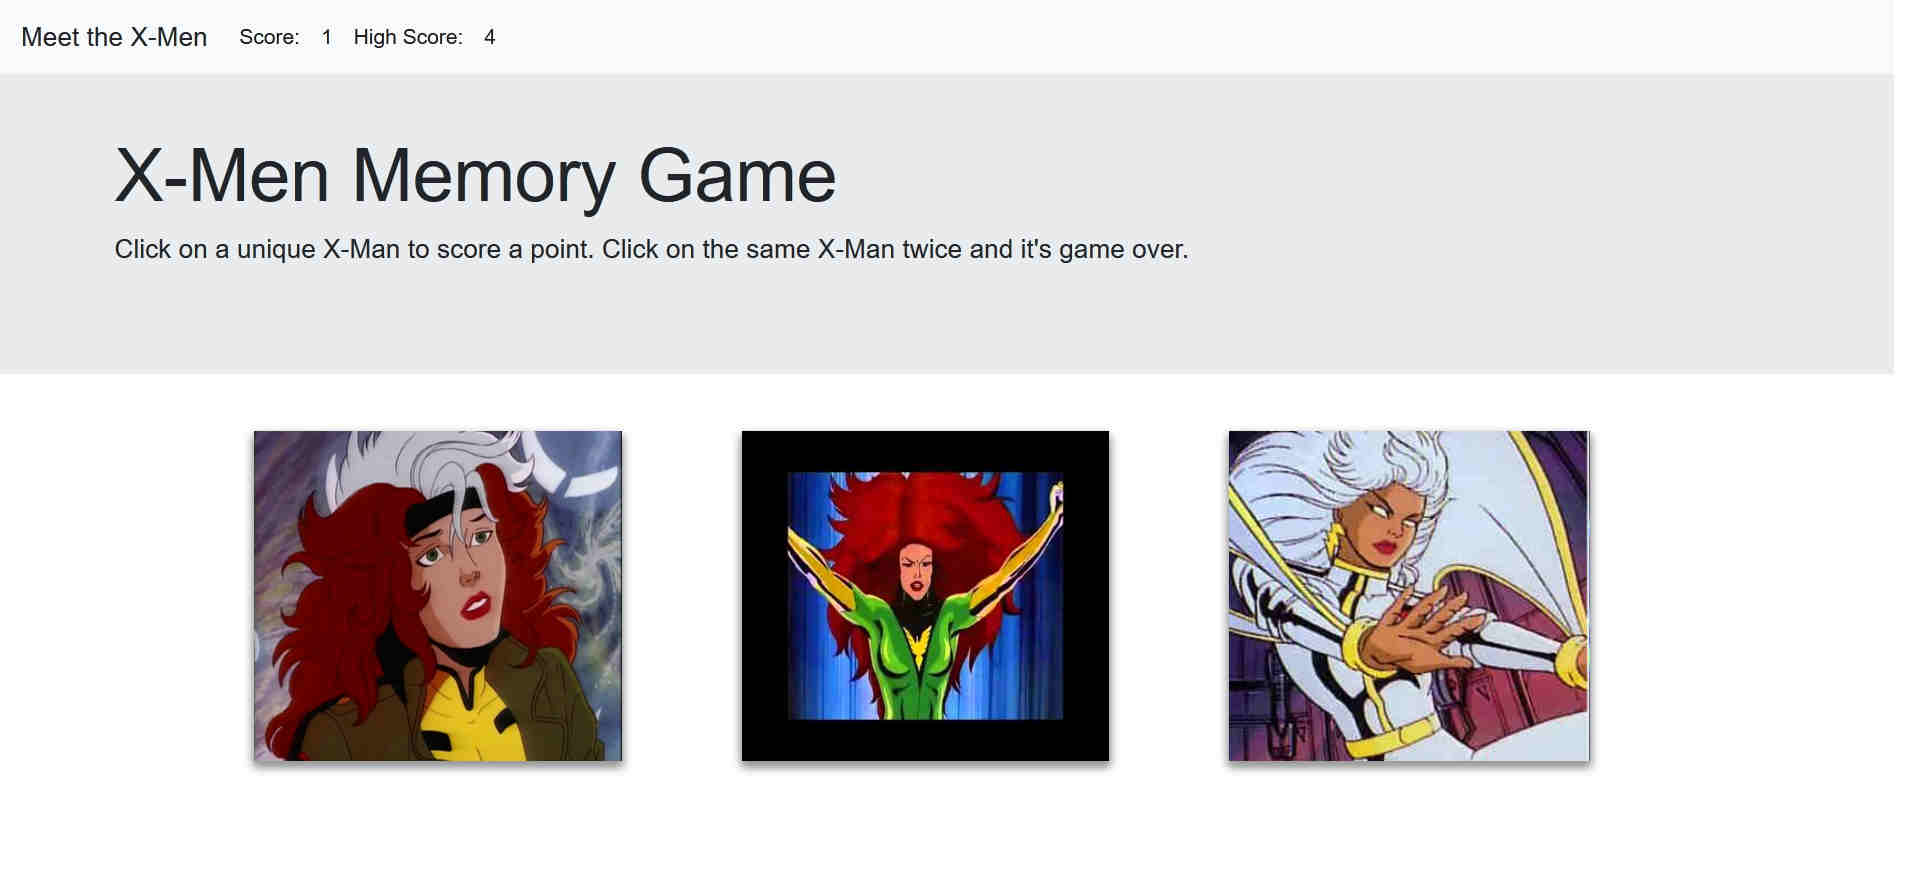 Meet the X-Men Score: 1 High Score: 4
X-Men Memory Game
Click on a unique X-Man to score a point. Click on the same X-Man twice and it's game over.